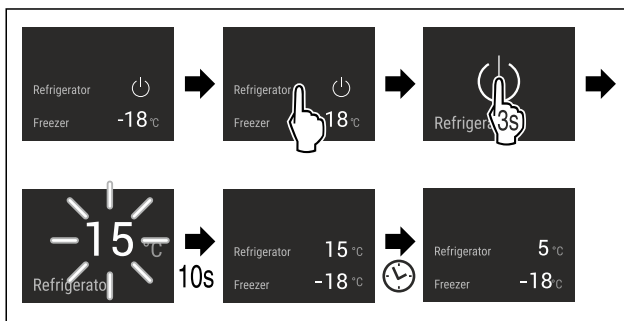 Refrigerator
Freezer -18 °C
Refrigerator
Freezer 18 °C
Refrigera
3s
15 °C
Refrigerato
10s
Refrigerator 15 °C
Freezer -18 °C
Refrigerator 5 °C
Freezer -18 °C